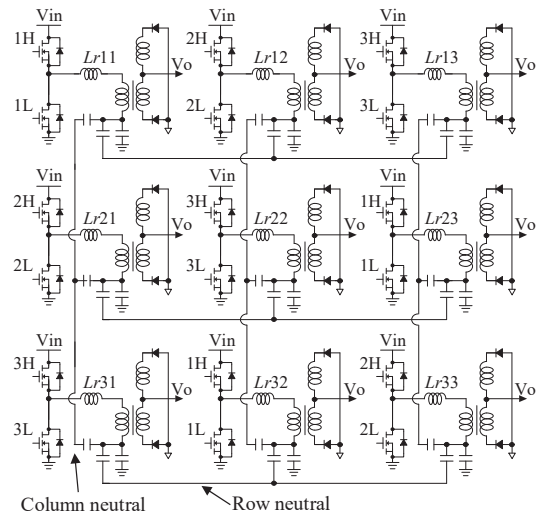 Vin Vin Vin
1H Lr11 2H Lr12 3H Lr13
Vo Vo Vo
1L 2L 3L
Vin Vin Vin
2H Lr21 3H Lr22 1H Lr23
Vo Vo Vo
2L 3L 1L
Vin Vin Vin
3H Lr31 1H Lr32 2H Lr33
Vo Vo Vo
3L 1L 2L
Column neutral Row neutral